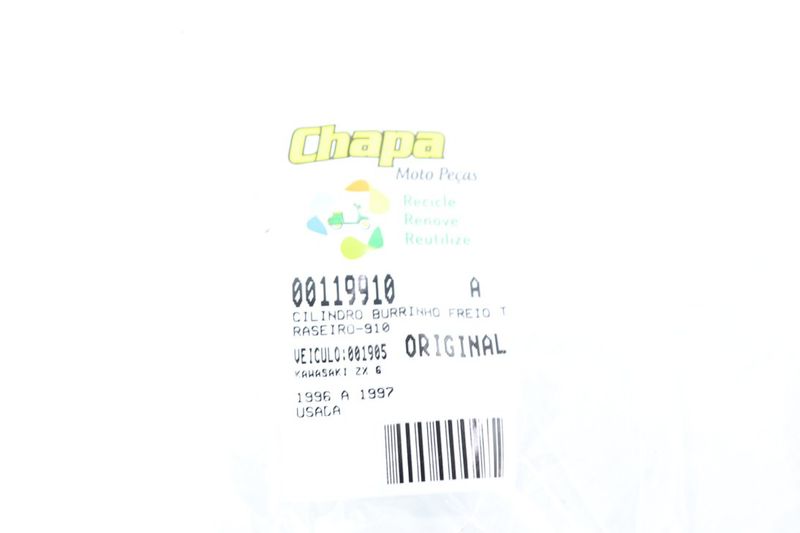 Chapa
Moto Peças
Recicle
Renove
Reutilize
00119910 A
CILINDRO BURRINHO FREIO T
RASEIRO-910
VEICULO:001905 ORIGINAL
KAWASAKI ZX 6
1996 A 1997
USADA